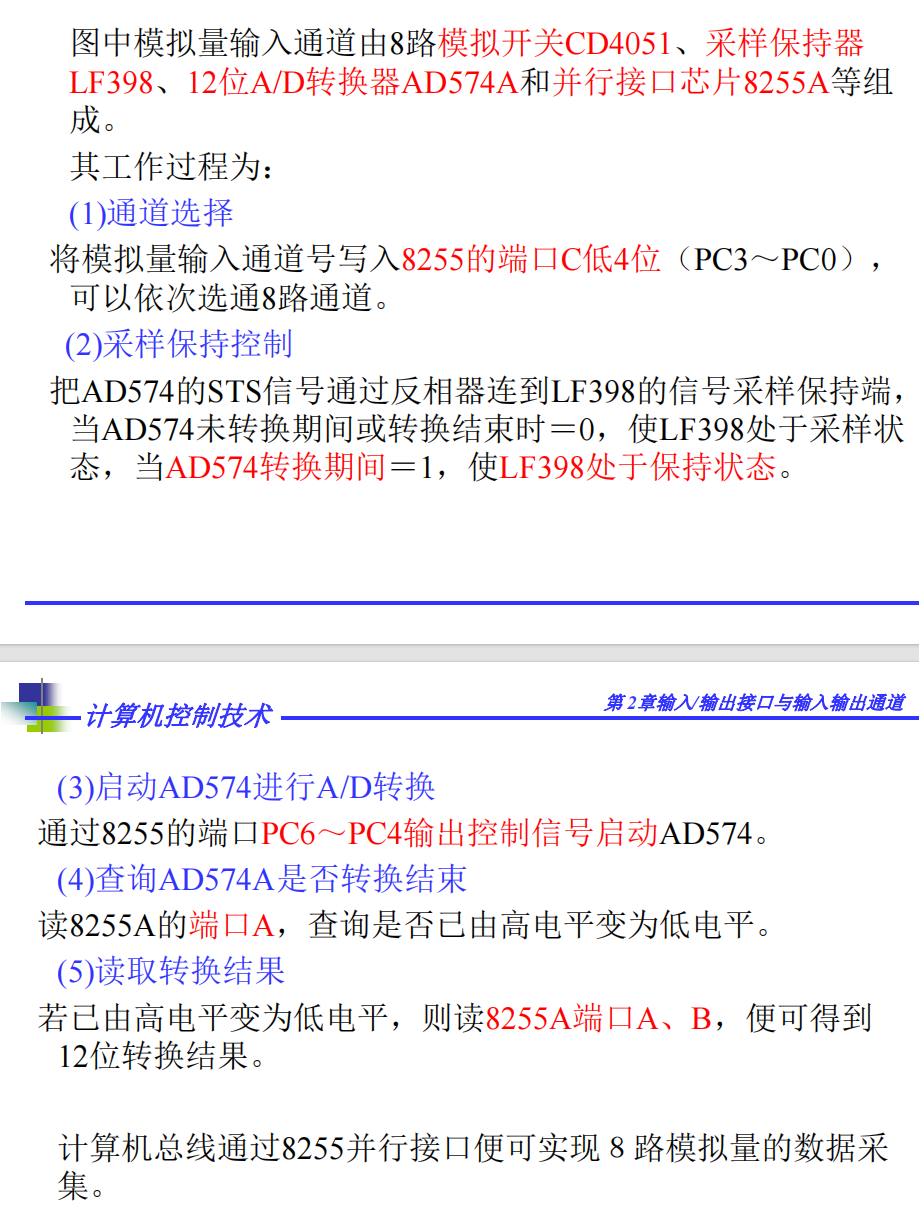 图中模拟量输入通道由8路模拟开关CD4051、采样保持器
LF398、12位A/D转换器AD574A和并行接口芯片8255A等组
成。
其工作过程为：
(1)通道选择
将模拟量输入通道号写入8255的端口C低4位（PC3～PC0），
可以依次选通8路通道。
(2)采样保持控制
把AD574的STS信号通过反相器连到LF398的信号采样保持端，
当AD574未转换期间或转换结束时＝0，使LF398处于采样状
态，当AD574转换期间＝1，使LF398处于保持状态。
计算机控制技术
第2章输入/输出接口与输入输出通道
(3)启动AD574进行A/D转换
通过8255的端口PC6～PC4输出控制信号启动AD574。
(4)查询AD574A是否转换结束
读8255A的端口A，查询是否已由高电平变为低电平。
(5)读取转换结果
若已由高电平变为低电平，则读8255A端口A、B，便可得到
12位转换结果。
计算机总线通过8255并行接口便可实现８路模拟量的数据采
集。